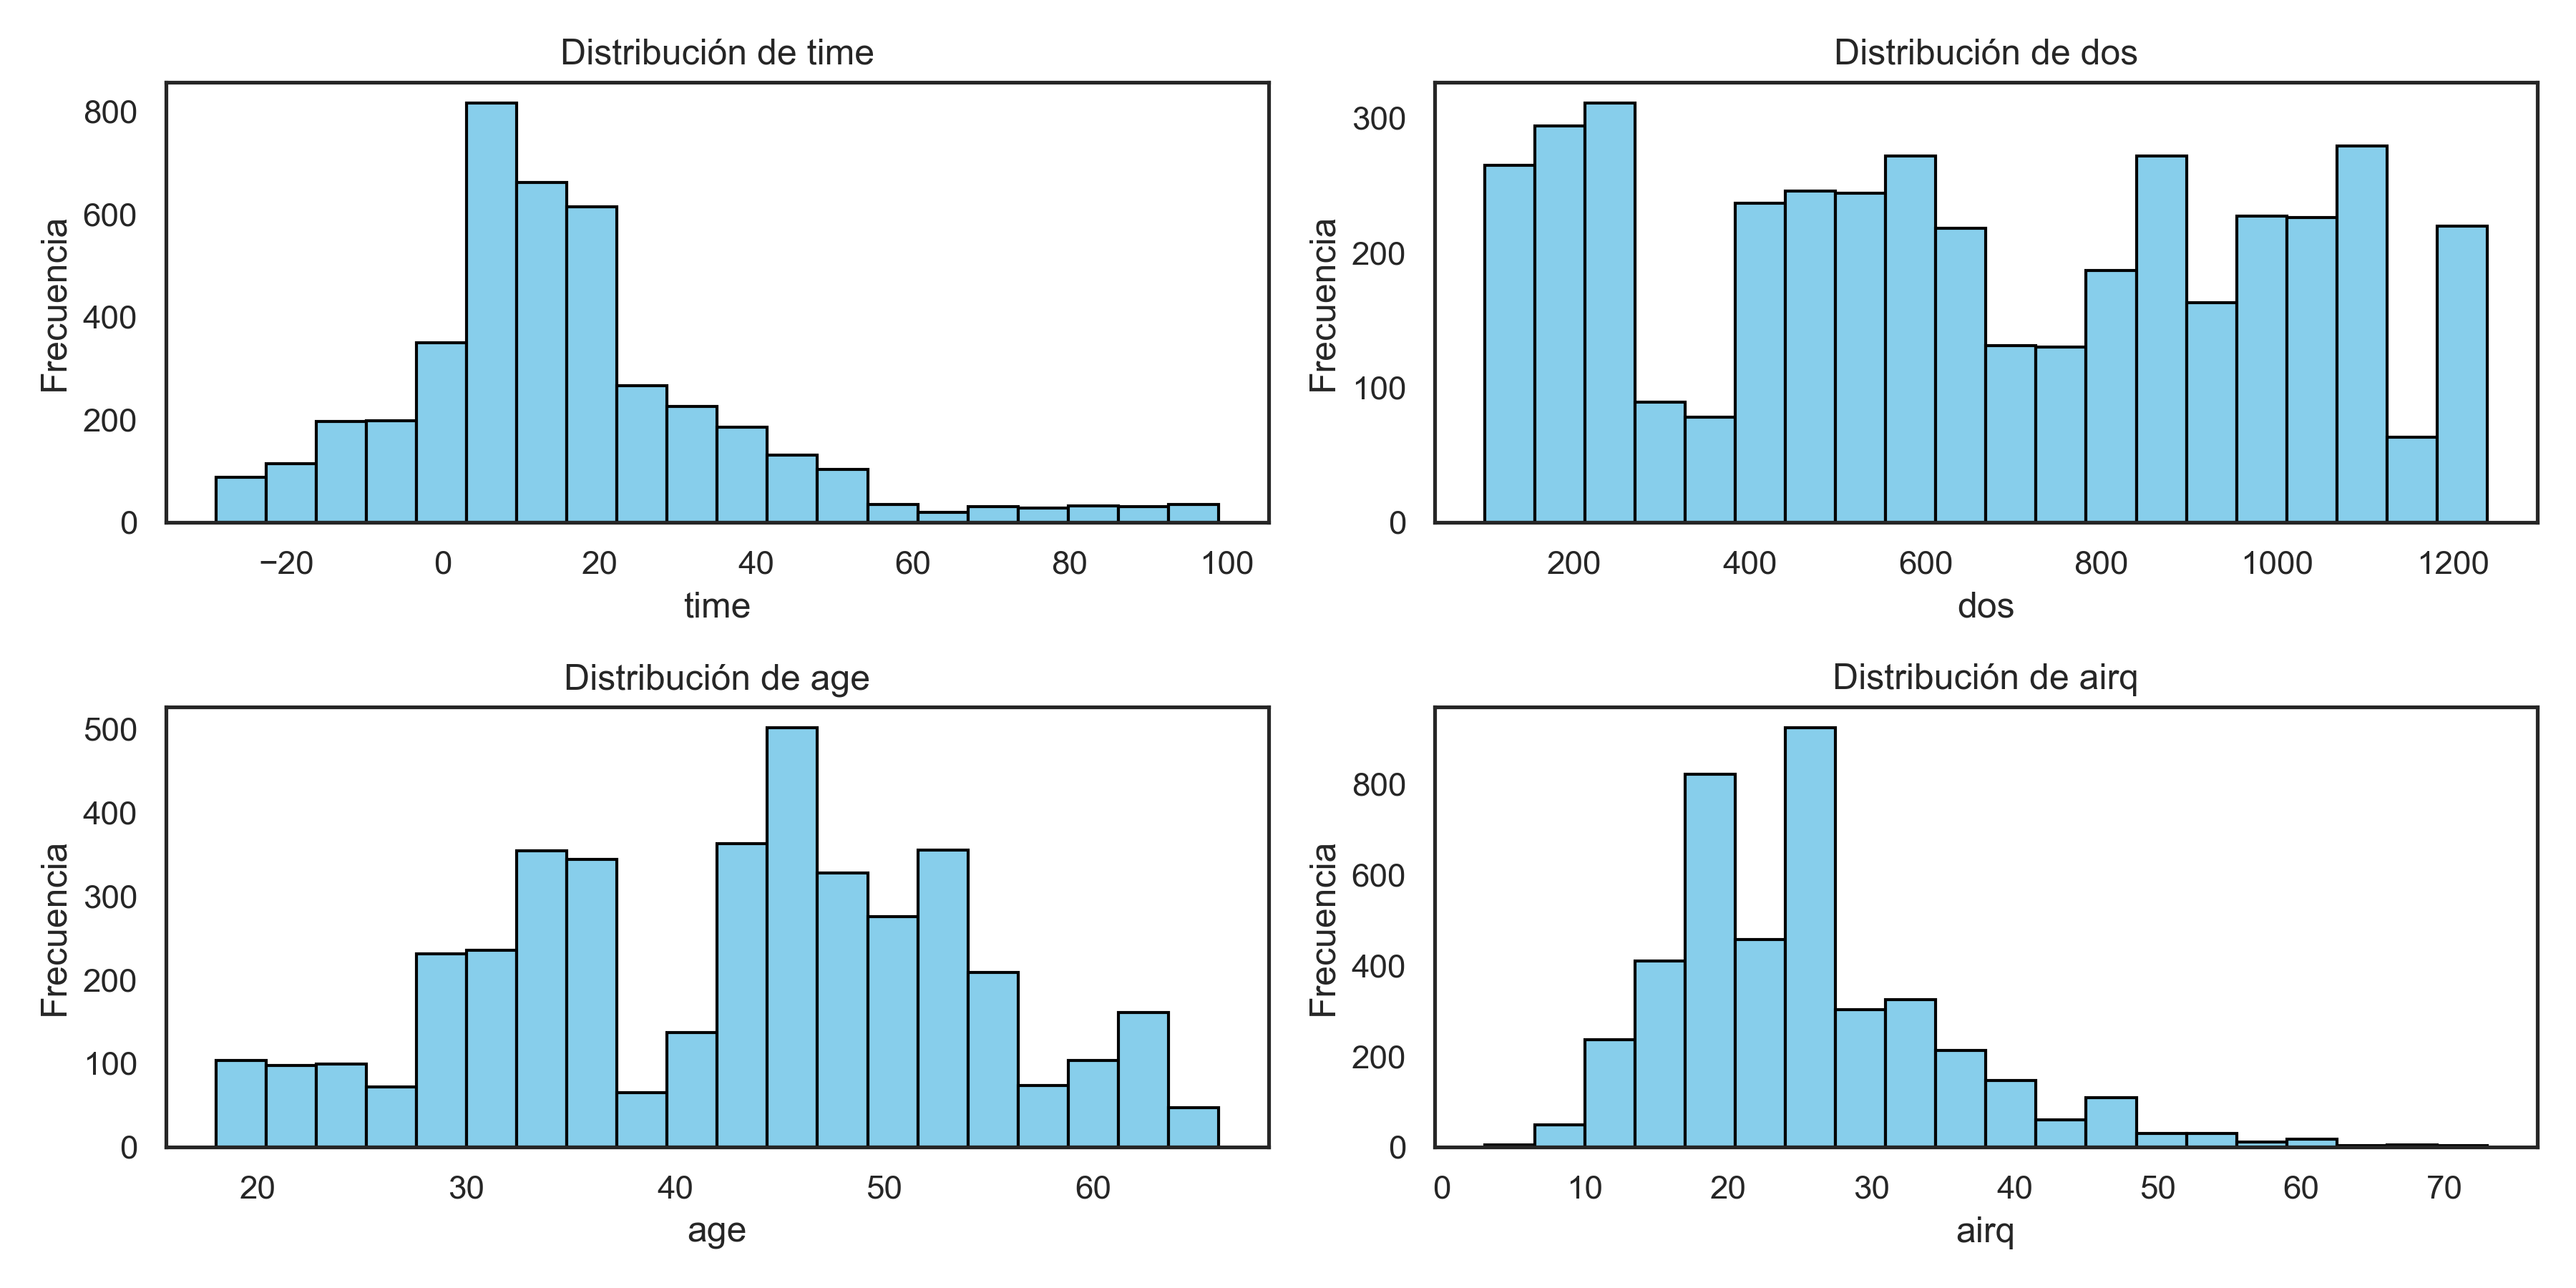 Distribución de time
800
600
400
200
0
Frecuencia
−20 0 20 40 60 80 100
time
Distribución de dos
300
200
100
0
Frecuencia
200 400 600 800 1000 1200
dos
Distribución de age
500
400
300
200
100
0
Frecuencia
20 30 40 50 60
age
Distribución de airq
800
600
400
200
0
Frecuencia
0 10 20 30 40 50 60 70
airq